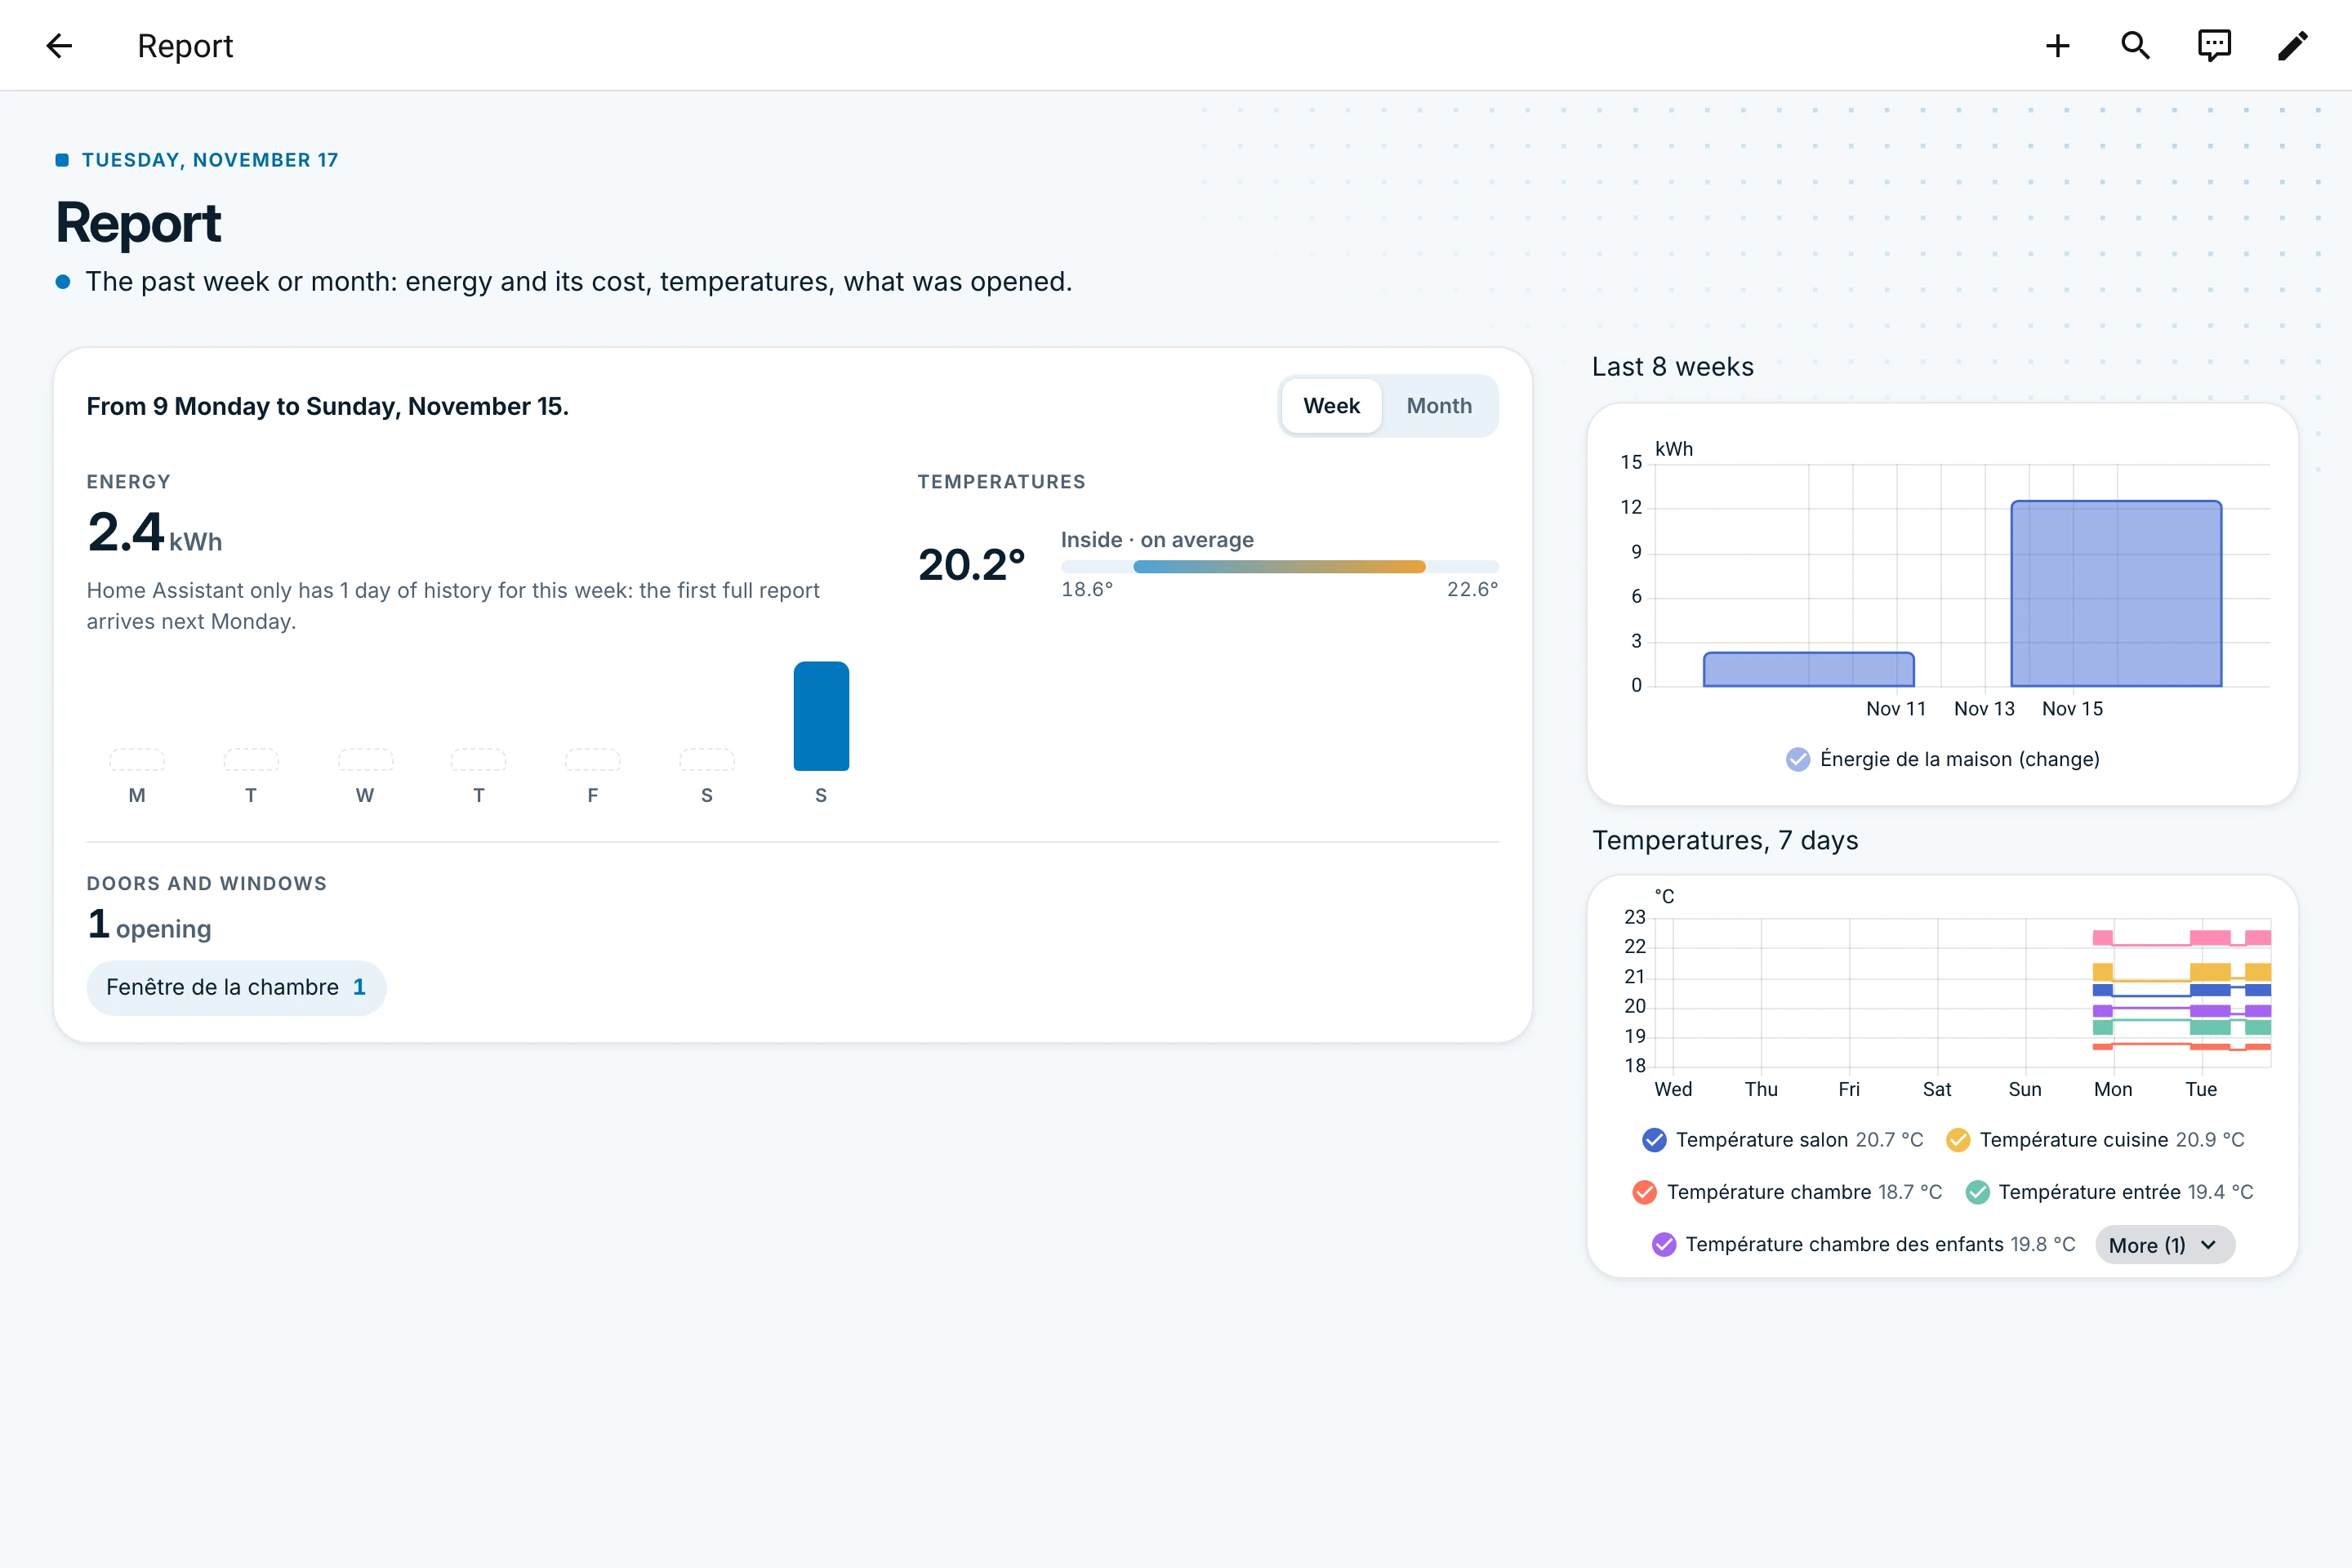 Report
TUESDAY, NOVEMBER 17
Report
The past week or month: energy and its cost, temperatures, what was opened.
From 9 Monday to Sunday, November 15.
Week
Month
ENERGY
2.4 kWh
Home Assistant only has 1 day of history for this week: the first full report
arrives next Monday.
M T W T F S S
TEMPERATURES
20.2°
Inside · on average
18.6° 22.6°
DOORS AND WINDOWS
1 opening
Fenêtre de la chambre 1
Last 8 weeks
kWh
15
12
9
6
3
0
Nov 11 Nov 13 Nov 15
Énergie de la maison (change)
Temperatures, 7 days
°C
23
22
21
20
19
18
Wed Thu Fri Sat Sun Mon Tue
Température salon 20.7 °C Température cuisine 20.9 °C
Température chambre 18.7 °C Température entrée 19.4 °C
Température chambre des enfants 19.8 °C More (1)